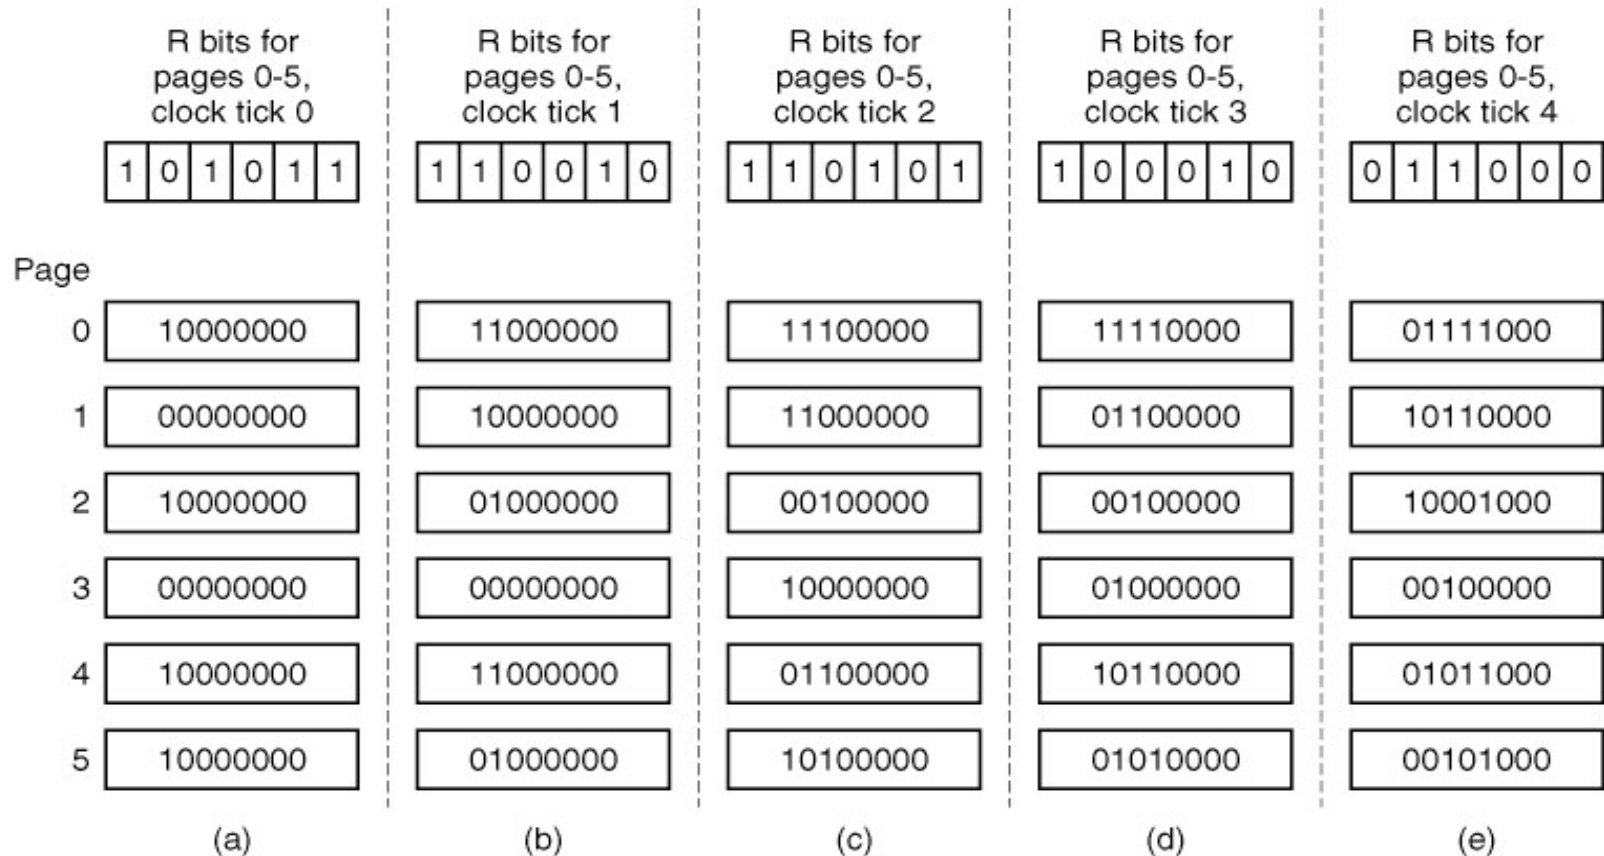 R bits for pages 0-5, clock tick 0
R bits for pages 0-5, clock tick 1
R bits for pages 0-5, clock tick 2
R bits for pages 0-5, clock tick 3
R bits for pages 0-5, clock tick 4
1 0 1 0 1 1
1 1 0 0 1 0
1 1 0 1 0 1
1 0 0 0 1 0
0 1 1 0 0 0
Page
0 10000000 11000000 11100000 11110000 01111000
1 00000000 10000000 11000000 01100000 10110000
2 10000000 01000000 00100000 00100000 10001000
3 00000000 00000000 10000000 01000000 00100000
4 10000000 11000000 01100000 10110000 01011000
5 10000000 01000000 10100000 01010000 00101000
(a) (b) (c) (d) (e)